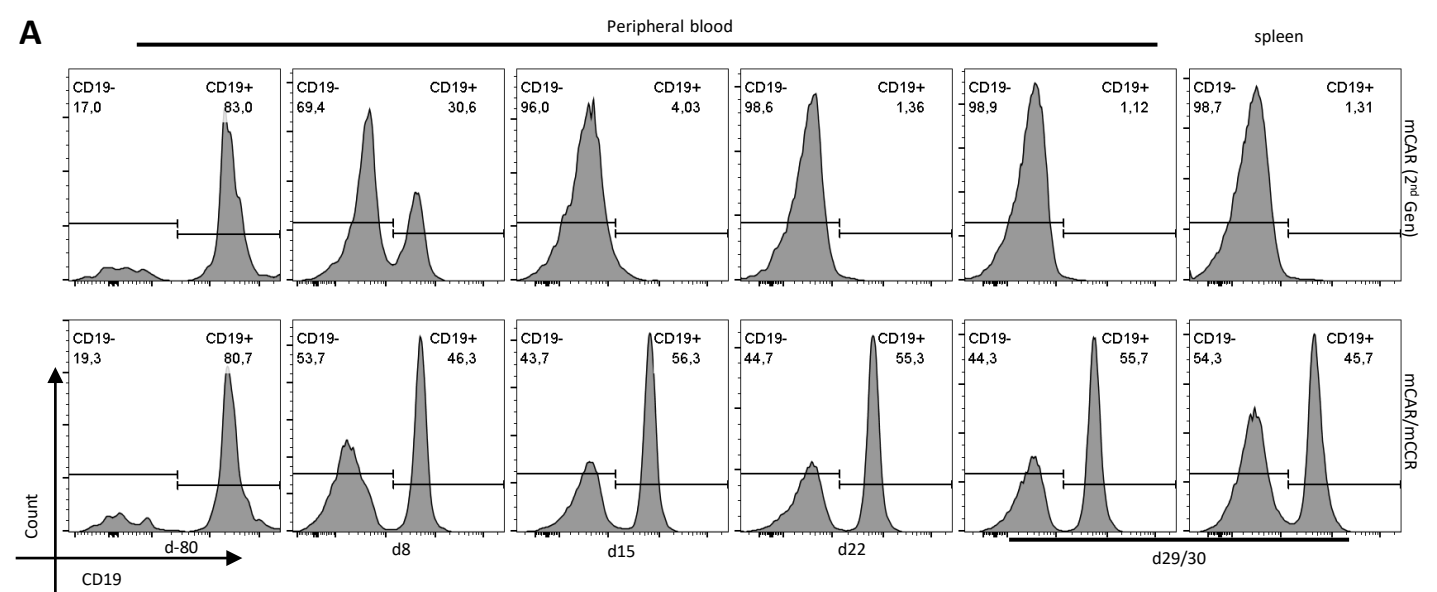 A
Peripheral blood
spleen
CD19- CD19+
17,0 83,0
CD19- CD19+
69,4 30,6
CD19- CD19+
96,0 4,03
CD19- CD19+
98,6 1,36
CD19- CD19+
98,9 1,12
CD19- CD19+
98,7 1,31
mCAR (2nd Gen)
CD19- CD19+
19,3 80,7
CD19- CD19+
53,7 46,3
CD19- CD19+
43,7 56,3
CD19- CD19+
44,7 55,3
CD19- CD19+
44,3 55,7
CD19- CD19+
54,3 45,7
mCAR/mCCR
Count
d-80
d8
d15
d22
d29/30
CD19